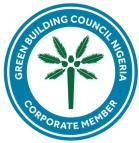 GREEN BUILDING COUNCIL NIGERIA
CORPORATE MEMBER